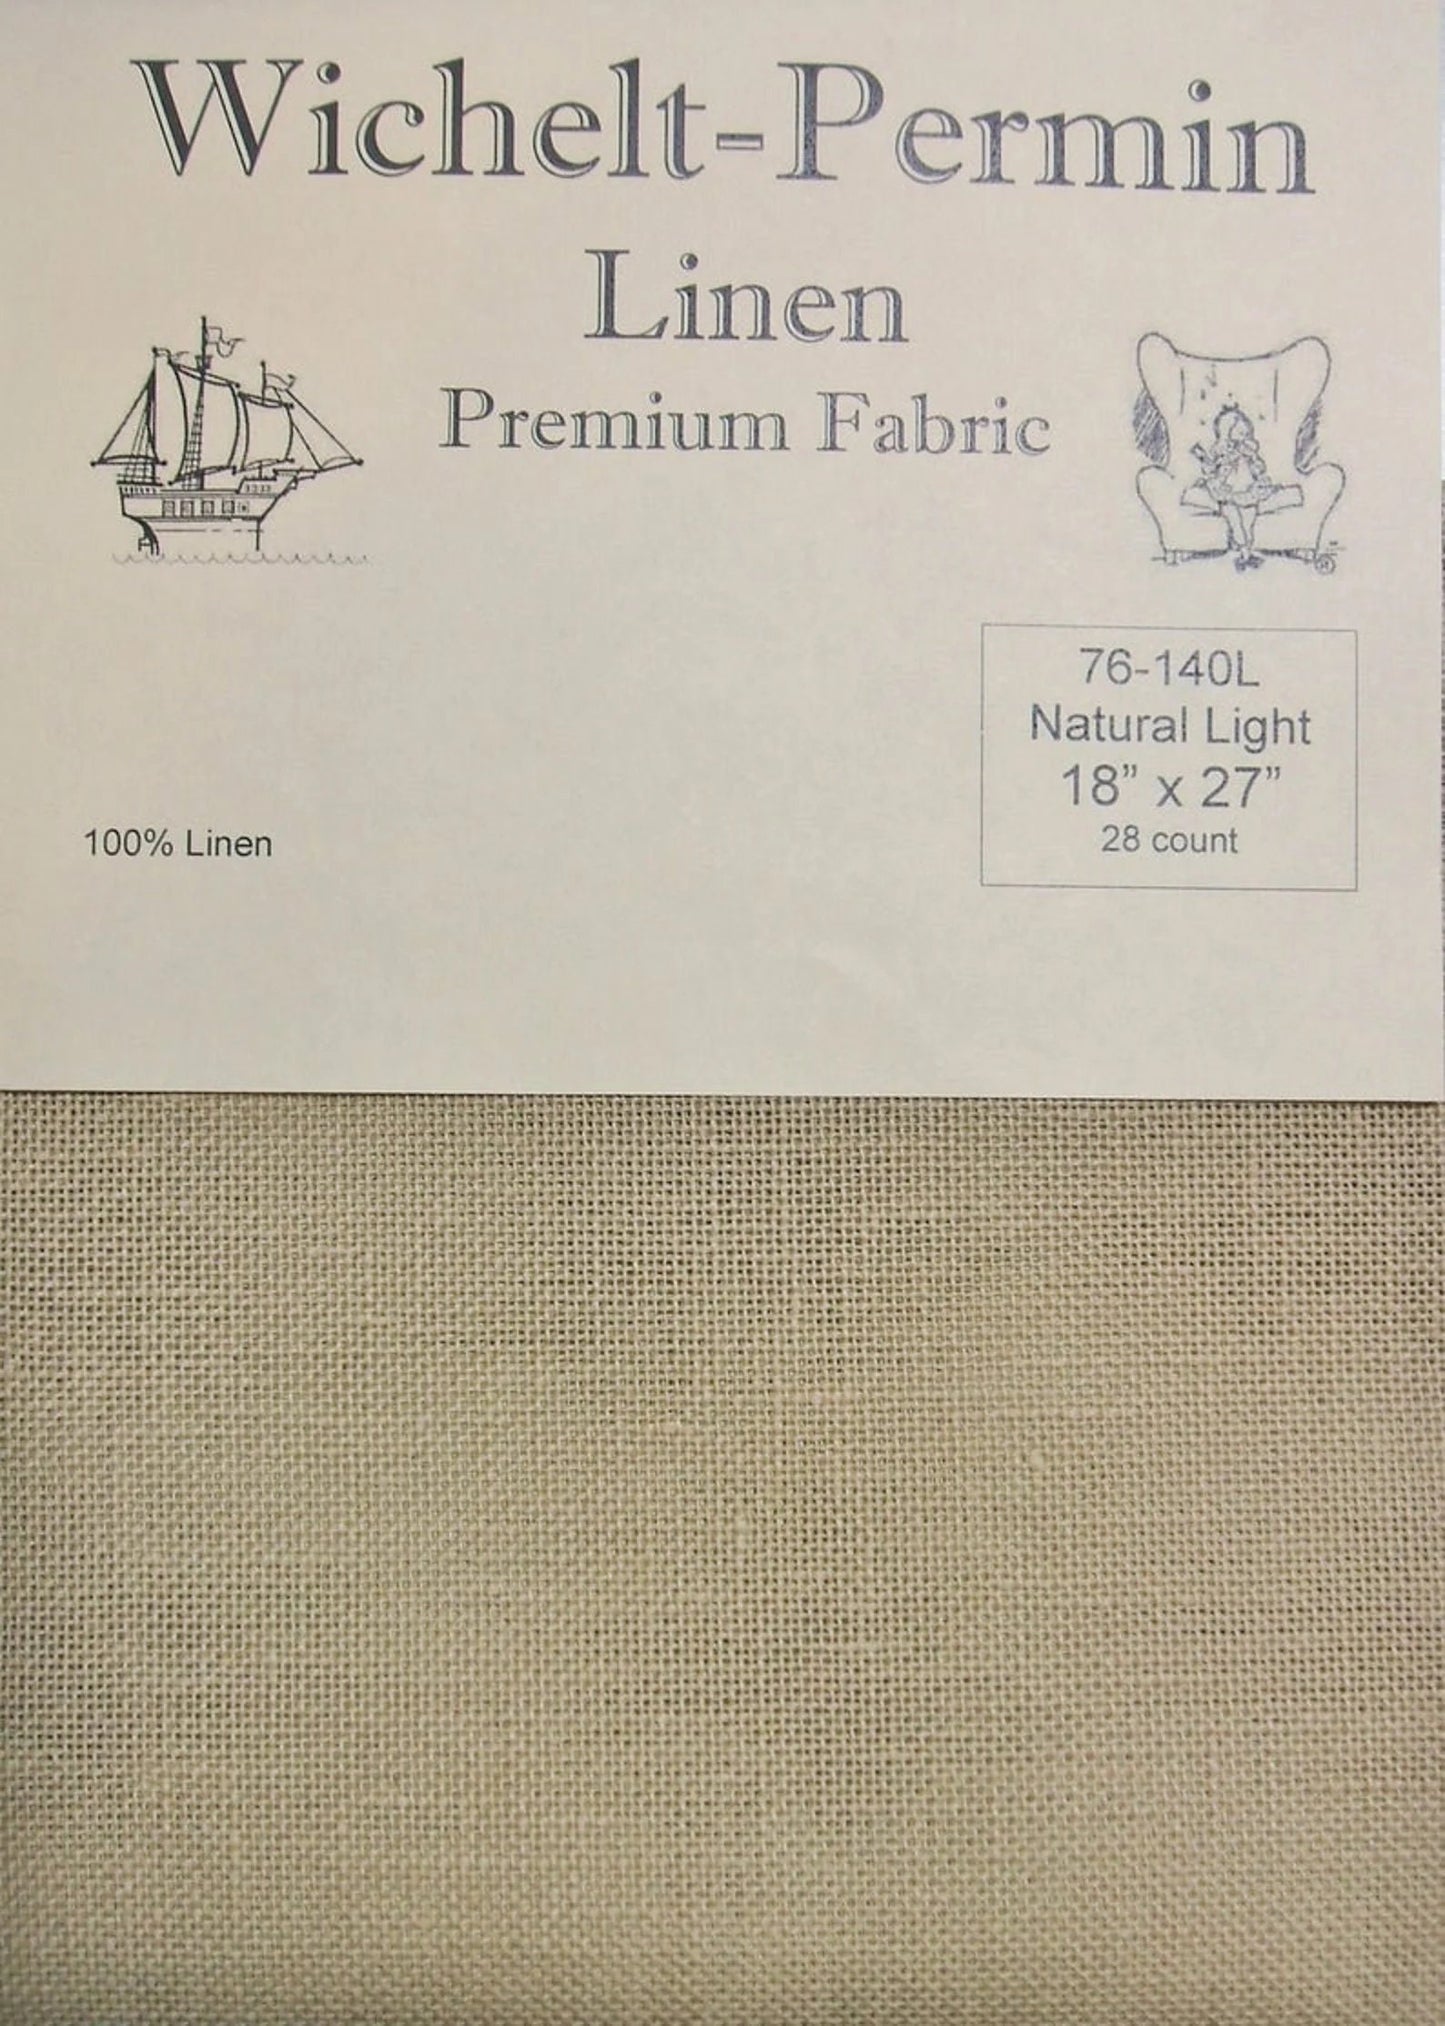 Wichelt-Permin
Linen
Premium Fabric
76-140L
Natural Light
18” x 27”
28 count
100% Linen